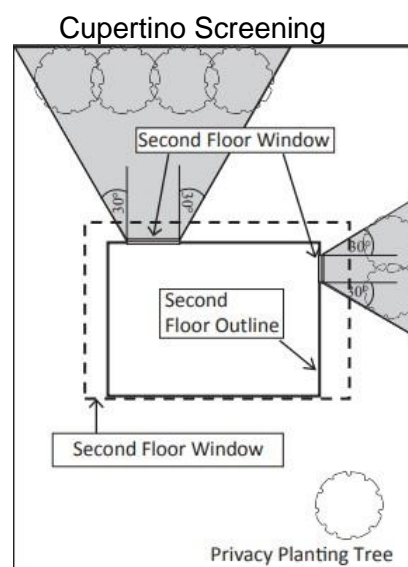 Cupertino Screening
Second Floor Window
30°
30°
30°
30°
Second
Floor Outline
Second Floor Window
Privacy Planting Tree